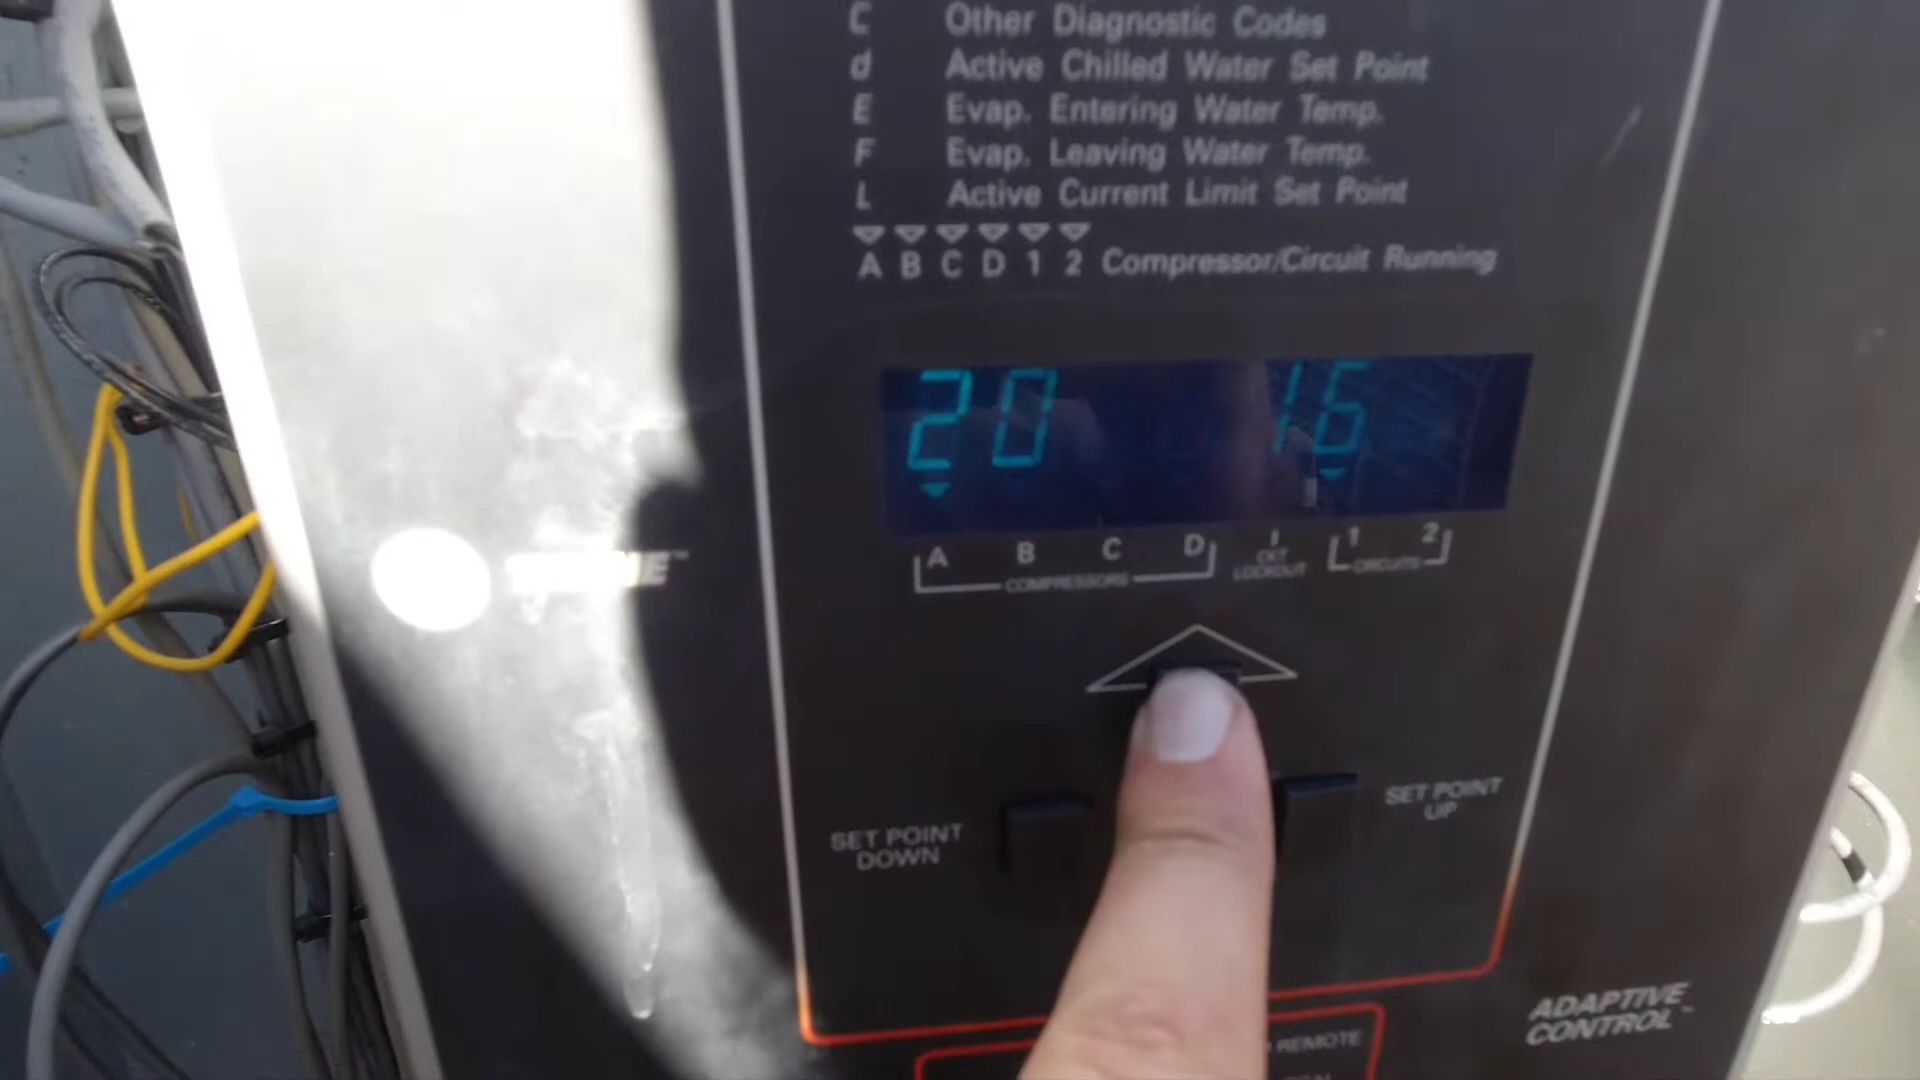 C Other Diagnostic Codes
d Active Chilled Water Set Point
E Evap. Entering Water Temp.
F Evap. Leaving Water Temp.
L Active Current Limit Set Point
A B C D 1 2 Compressor/Circuit Running
20 16
A B C D 1 2
COMPRESSORS
LOCKOUT
CIRCUITS
SET POINT
UP
SET POINT
DOWN
ADAPTIVE
CONTROL™
REMOTE